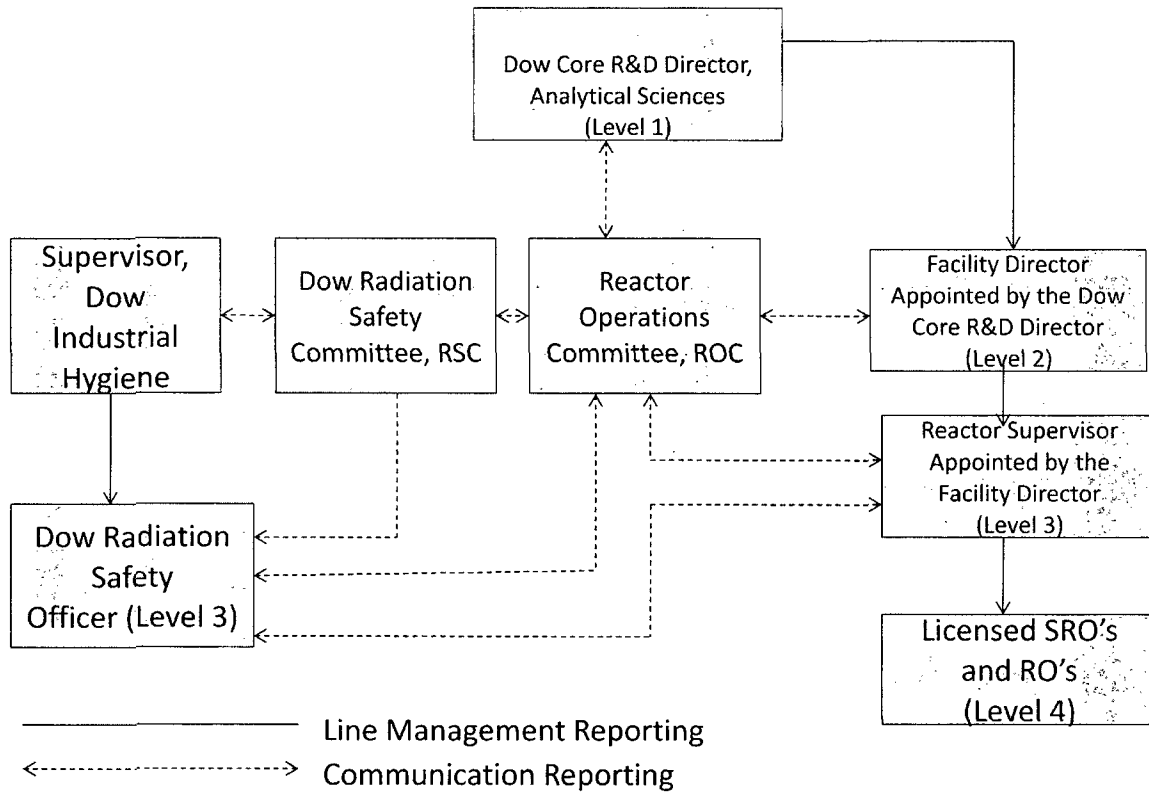 Dow Core R&D Director,
Analytical Sciences
(Level 1)
Supervisor,
Dow
Industrial
Hygiene
Dow Radiation
Safety
Committee, RSC
Reactor
Operations
Committee, ROC
Facility Director
Appointed by the Dow
Core R&D Director
(Level 2)
Reactor Supervisor
Appointed by the
Facility Director
(Level 3)
Dow Radiation
Safety
Officer (Level 3)
Licensed SRO's
and RO's
(Level 4)
Line Management Reporting
Communication Reporting